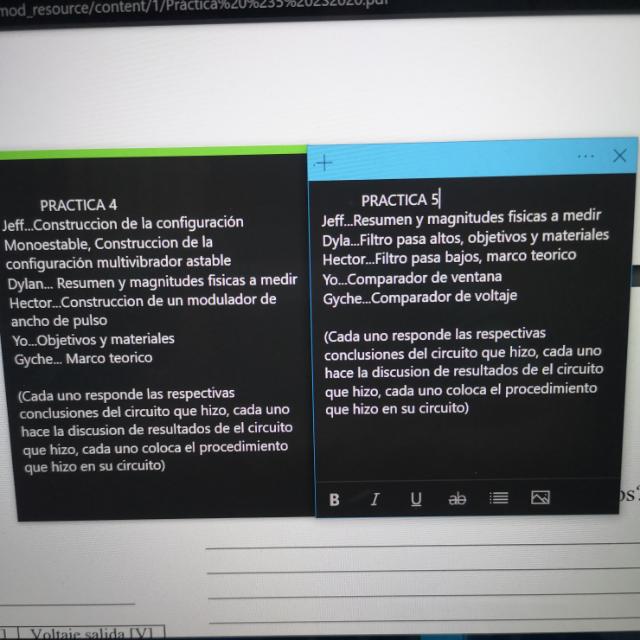 mod_resource/content/1/Practica%20%235%20232020.pdf
PRACTICA 4
Jeff...Construccion de la configuración
Monoestable, Construccion de la
configuración multivibrador astable
Dylan... Resumen y magnitudes fisicas a medir
Hector...Construccion de un modulador de
ancho de pulso
Yo...Objetivos y materiales
Gyche... Marco teorico
(Cada uno responde las respectivas
conclusiones del circuito que hizo, cada uno
hace la discusion de resultados de el circuito
que hizo, cada uno coloca el procedimiento
que hizo en su circuito)
PRACTICA 5
Jeff...Resumen y magnitudes fisicas a medir
Dyla...Filtro pasa altos, objetivos y materiales
Hector...Filtro pasa bajos, marco teorico
Yo...Comparador de ventana
Gyche...Comparador de voltaje
(Cada uno responde las respectivas
conclusiones del circuito que hizo, cada uno
hace la discusion de resultados de el circuito
que hizo, cada uno coloca el procedimiento
que hizo en su circuito)
B I U ab
os?
Voltaje salida [V]